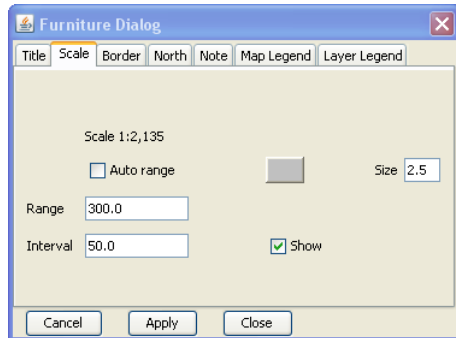 Furniture Dialog
Title Scale Border North Note Map Legend Layer Legend
Scale 1:2,135
Auto range Size 2.5
Range 300.0
Interval 50.0 Show
Cancel Apply Close